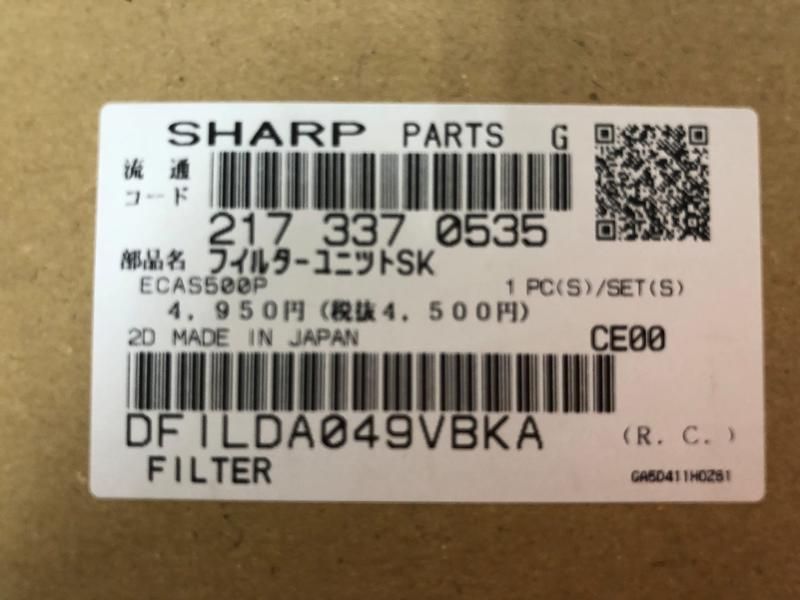 SHARP PARTS G
流通
コード
217 337 0535
部品名 フィルターユニットSK
ECAS500P 1 PC(S)/SET(S)
4,950円(税抜4,500円)
2D MADE IN JAPAN CE00
DFILDA049VBKA (R.C.)
FILTER GA5D411H0ZS1